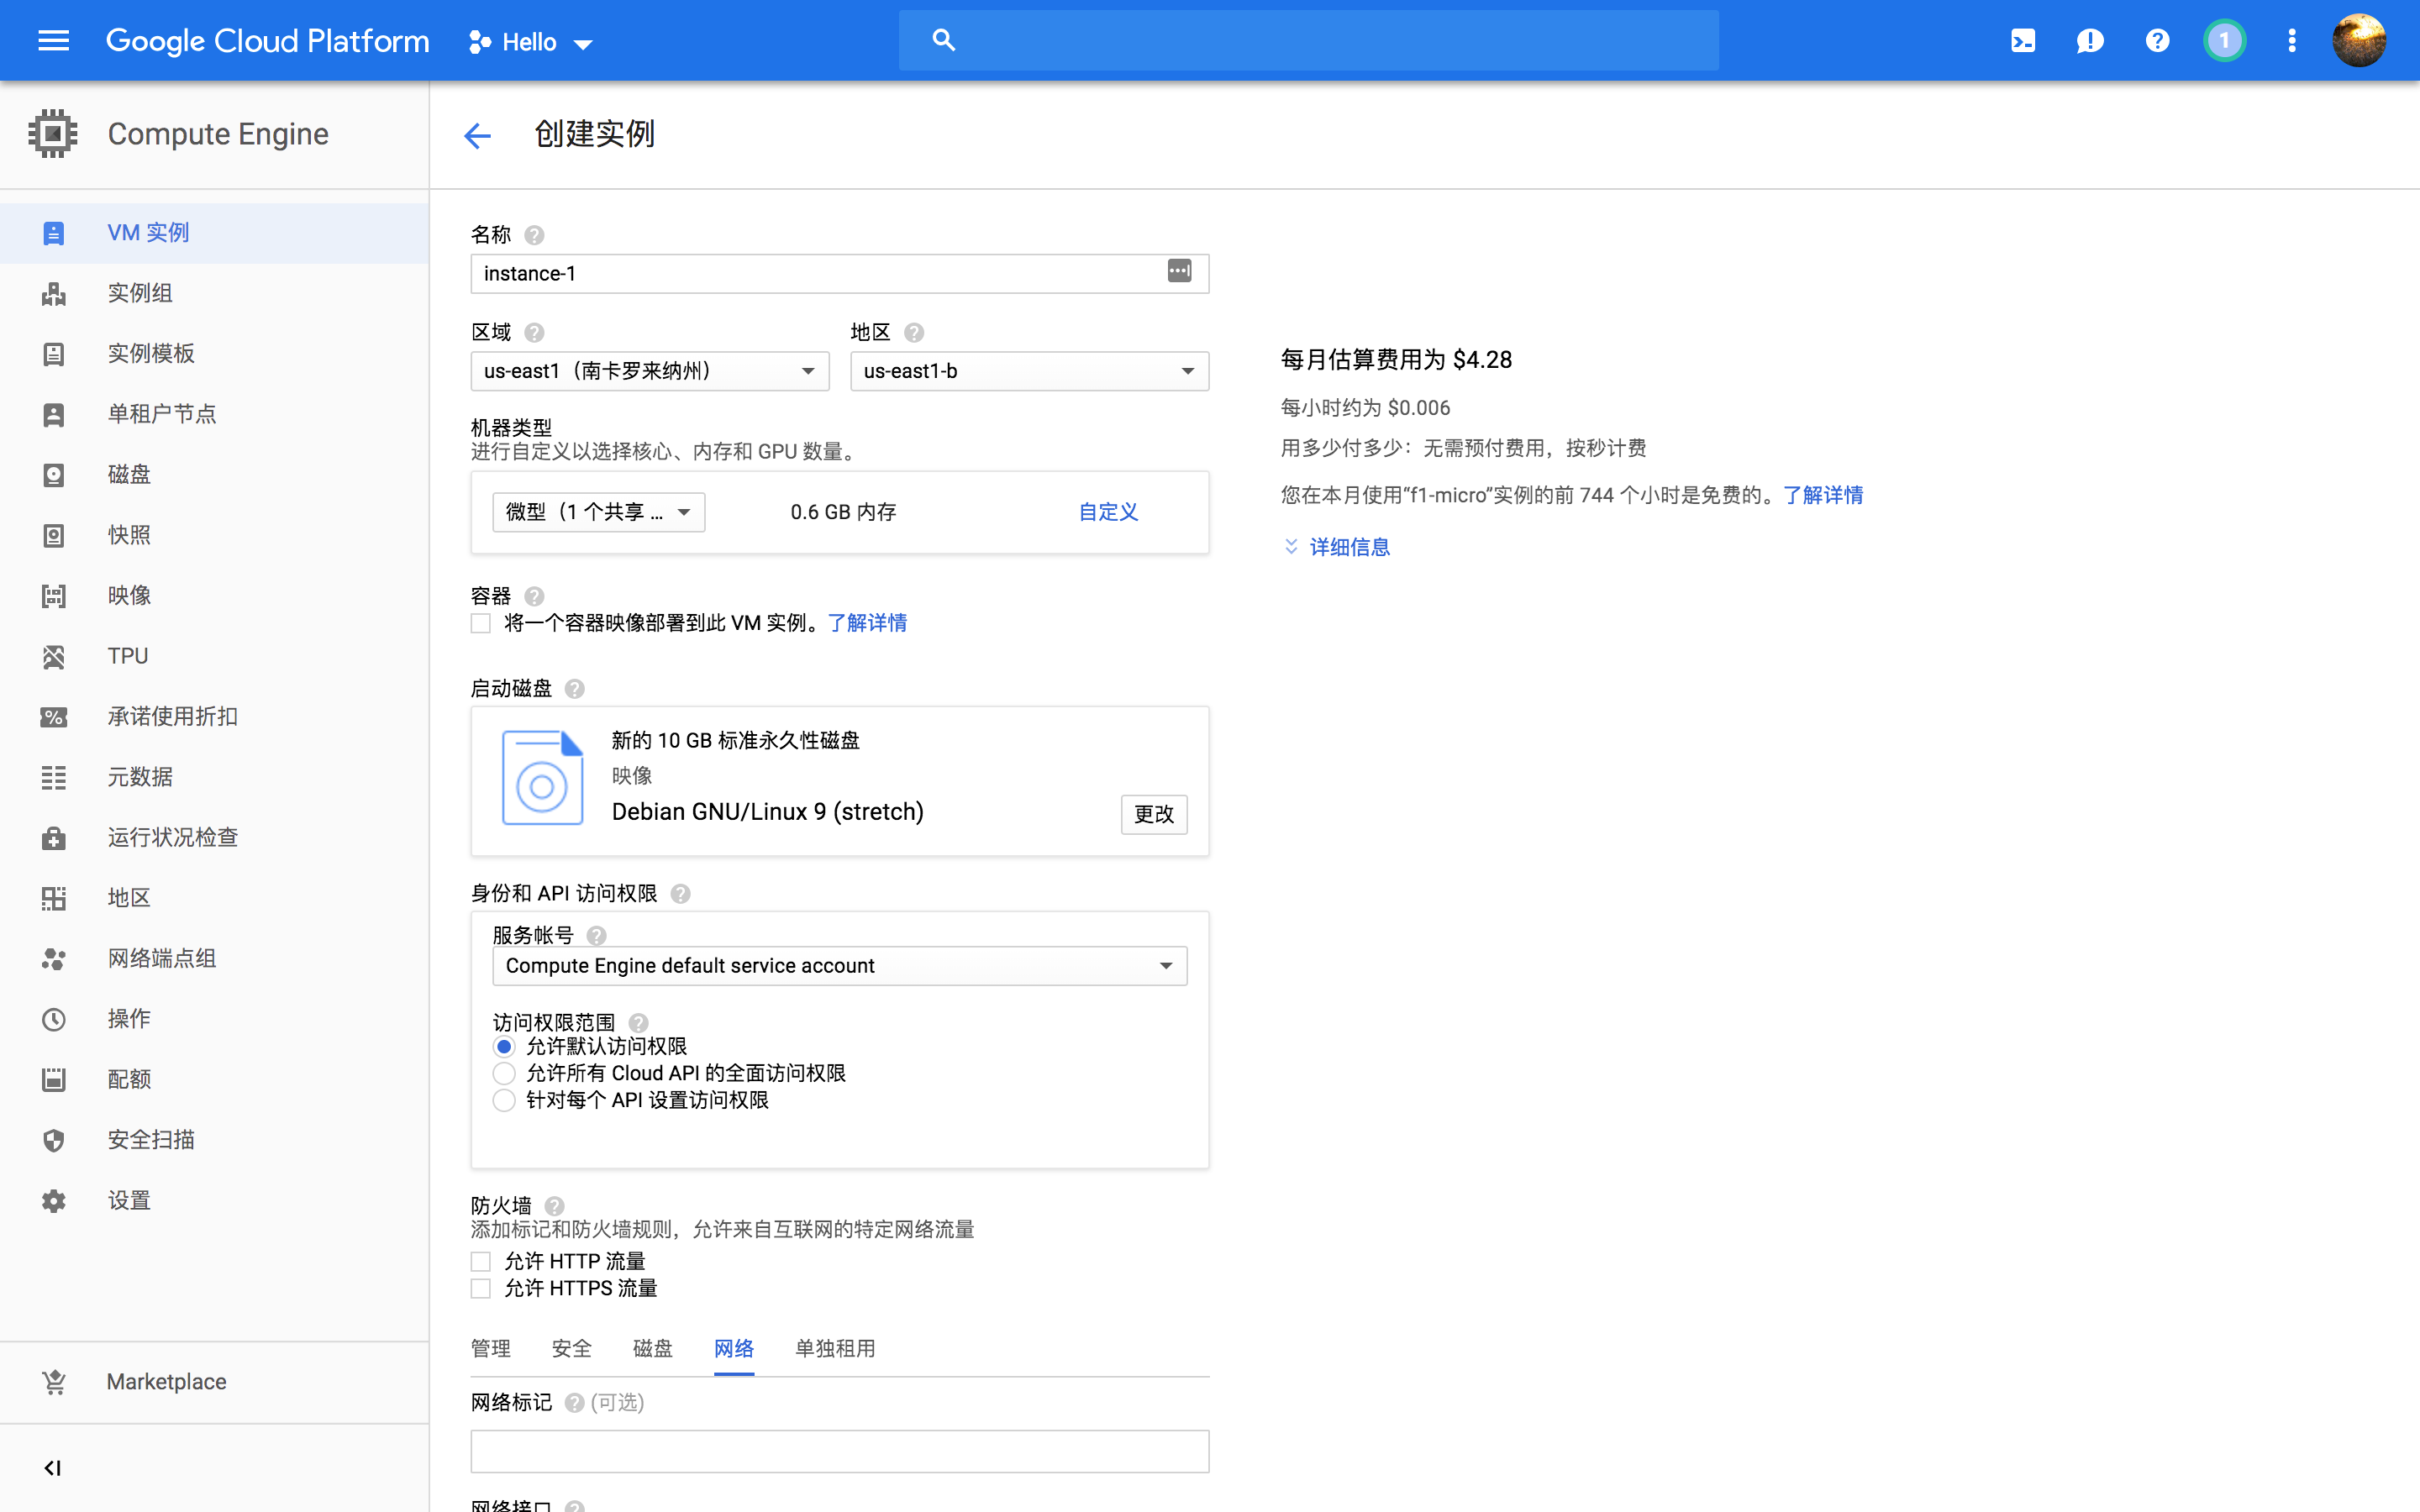 Google Cloud Platform
Hello
1
Compute Engine
创建实例
VM 实例
实例组
实例模板
单租户节点
磁盘
快照
映像
TPU
承诺使用折扣
元数据
运行状况检查
地区
网络端点组
操作
配额
安全扫描
设置
Marketplace
名称
instance-1
区域
地区
us-east1（南卡罗来纳州）
us-east1-b
机器类型
进行自定义以选择核心、内存和 GPU 数量。
微型（1 个共享 ...
0.6 GB 内存
自定义
容器
将一个容器映像部署到此 VM 实例。了解详情
启动磁盘
新的 10 GB 标准永久性磁盘
映像
Debian GNU/Linux 9 (stretch)
更改
身份和 API 访问权限
服务帐号
Compute Engine default service account
访问权限范围
允许默认访问权限
允许所有 Cloud API 的全面访问权限
针对每个 API 设置访问权限
防火墙
添加标记和防火墙规则，允许来自互联网的特定网络流量
允许 HTTP 流量
允许 HTTPS 流量
管理
安全
磁盘
网络
单独租用
网络标记
(可选)
网络接口
每月估算费用为 $4.28
每小时约为 $0.006
用多少付多少：无需预付费用，按秒计费
您在本月使用“f1-micro”实例的前 744 个小时是免费的。了解详情
详细信息